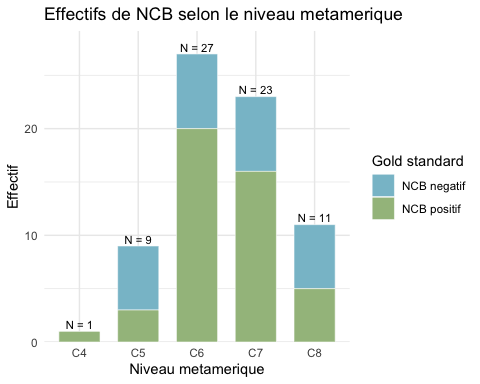 Effectifs de NCB selon le niveau metamerique
N = 27
N = 23
N = 11
N = 9
N = 1
20
10
0
Effectif
C4 C5 C6 C7 C8
Niveau metamerique
Gold standard
NCB negatif
NCB positif